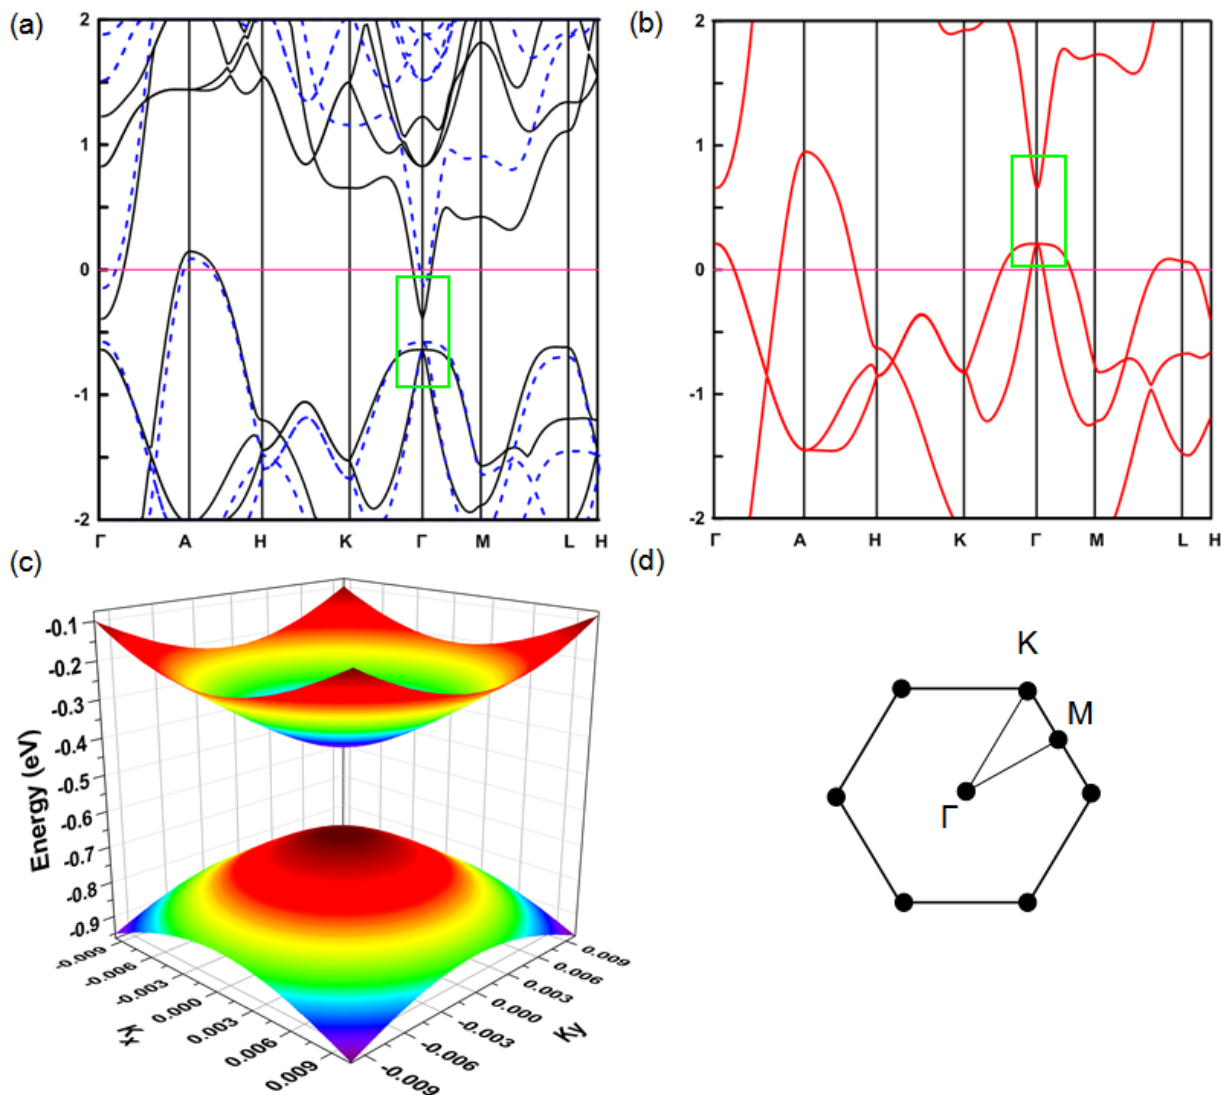 (a)
2
1
0
-1
-2
Γ A H K Γ M L H
(b)
2
1
0
-1
-2
Γ A H K Γ M L H
(c)
Energy (eV)
-0.1
-0.2
-0.3
-0.4
-0.5
-0.6
-0.7
-0.8
-0.9
-0.009
-0.006
-0.003
0.000
0.003
0.006
0.009
Kx
0.009
0.006
0.003
0.000
-0.003
-0.006
-0.009
Ky
(d)
K
M
Γ